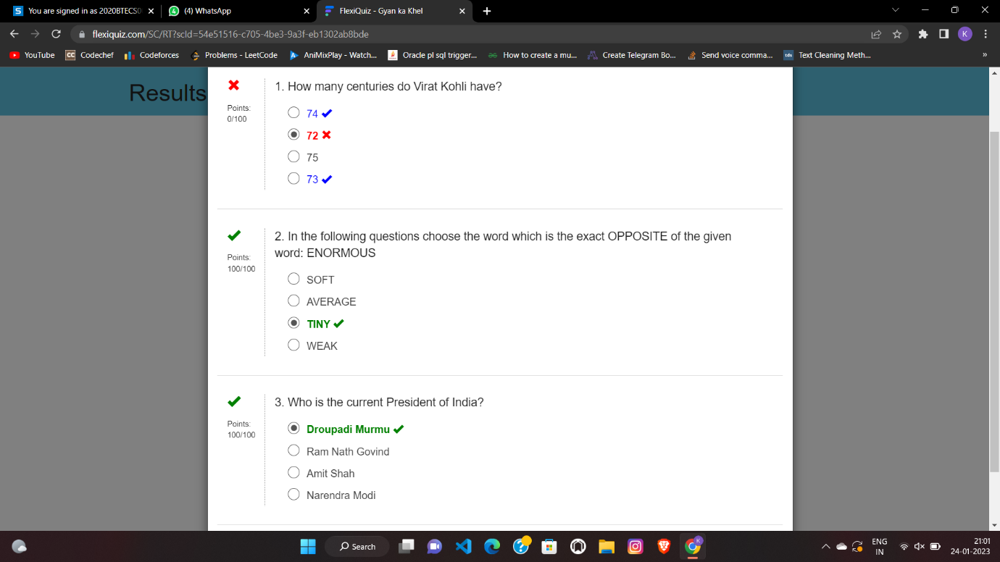 You are signed in as 2020BTECS0
(4) WhatsApp
FlexiQuiz - Gyan ka Khel
flexiquiz.com/SC/RT?scId=54e51516-c705-4be3-9a3f-eb1302ab8bde
K
YouTube
CC Codechef
Codeforces
Problems - LeetCode
AniMixPlay - Watch...
Oracle pl sql trigger...
How to create a mu...
Create Telegram Bo...
Send voice comma...
tds Text Cleaning Meth...
»
Results
Points:
0/100
1. How many centuries do Virat Kohli have?
74
72
75
73
Points:
100/100
2. In the following questions choose the word which is the exact OPPOSITE of the given
word: ENORMOUS
SOFT
AVERAGE
TINY
WEAK
Points:
100/100
3. Who is the current President of India?
Droupadi Murmu
Ram Nath Govind
Amit Shah
Narendra Modi
Search
ENG
IN
21:01
24-01-2023